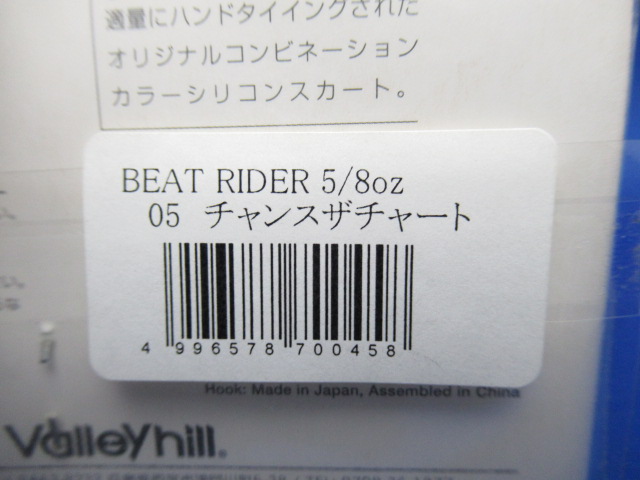 適量にハンドタイイングされた
オリジナルコンビネーション
カラーシリコンスカート。
BEAT RIDER 5/8oz
05 チャンスザチャート
4 996578 700458
Hook: Made in Japan, Assembled in China
Valleyhill®